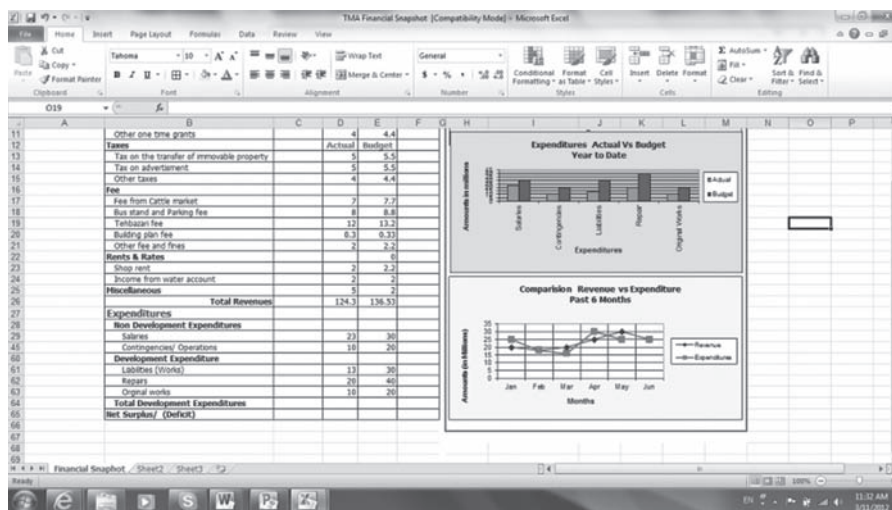 TMA Financial Snapshot [Compatibility Mode] - Microsoft Excel
File Home Insert Page Layout Formulas Data Review View
Cut
Copy
Format Painter
Paste
Clipboard
Tahoma 10
B I U
Font
Wrap Text
Merge & Center
Alignment
General
$ % ,
Number
Conditional Formatting
Format as Table
Cell Styles
Styles
Insert Delete Format
Cells
Σ AutoSum
Fill
Clear
Sort & Filter
Find & Select
Editing
O19 fx
A B C D E F G H I J K L M N O P
11 Other one time grants 4 4.4
12 Taxes Actual Budget
13 Tax on the transfer of immovable property 5 5.5
14 Tax on advertisment 5 5.5
15 Other taxes 4 4.4
16 Fee
17 Fee from Cattle market 7 7.7
18 Bus stand and Parking fee 8 8.8
19 Tehbazari fee 12 13.2
20 Building plan fee 0.3 0.33
21 Other fee and fines 2 2.2
22 Rents & Rates 0
23 Shop rent 2 2.2
24 Income from water account 2 2
25 Miscellaneous 5 2
26 Total Revenues 124.3 136.53
27 Expenditures
28 Non Development Expenditures
29 Salaries 23 30
45 Contingencies/ Operations 10 20
60 Development Expenditure
61 Labilties (Works) 13 30
62 Repairs 20 40
63 Orginal works 10 20
64 Total Development Expenditures
65 Net Surplus/ (Deficit)
66
67
68
69
Expenditures Actual Vs Budget
Year to Date
Amounts in millions
Salaries
Contingencies
Liabilities
Repair
Original Works
Expenditures
Actual
Budget
Comparision Revenue vs Expenditure
Past 6 Months
Amounts (in Millions)
35
30
25
20
15
10
5
0
Jan Feb Mar Apr May Jun
Months
Revenue
Expenditure
Financial Snaphot Sheet2 Sheet3
Ready
100%
EN
11:32 AM
3/11/2013